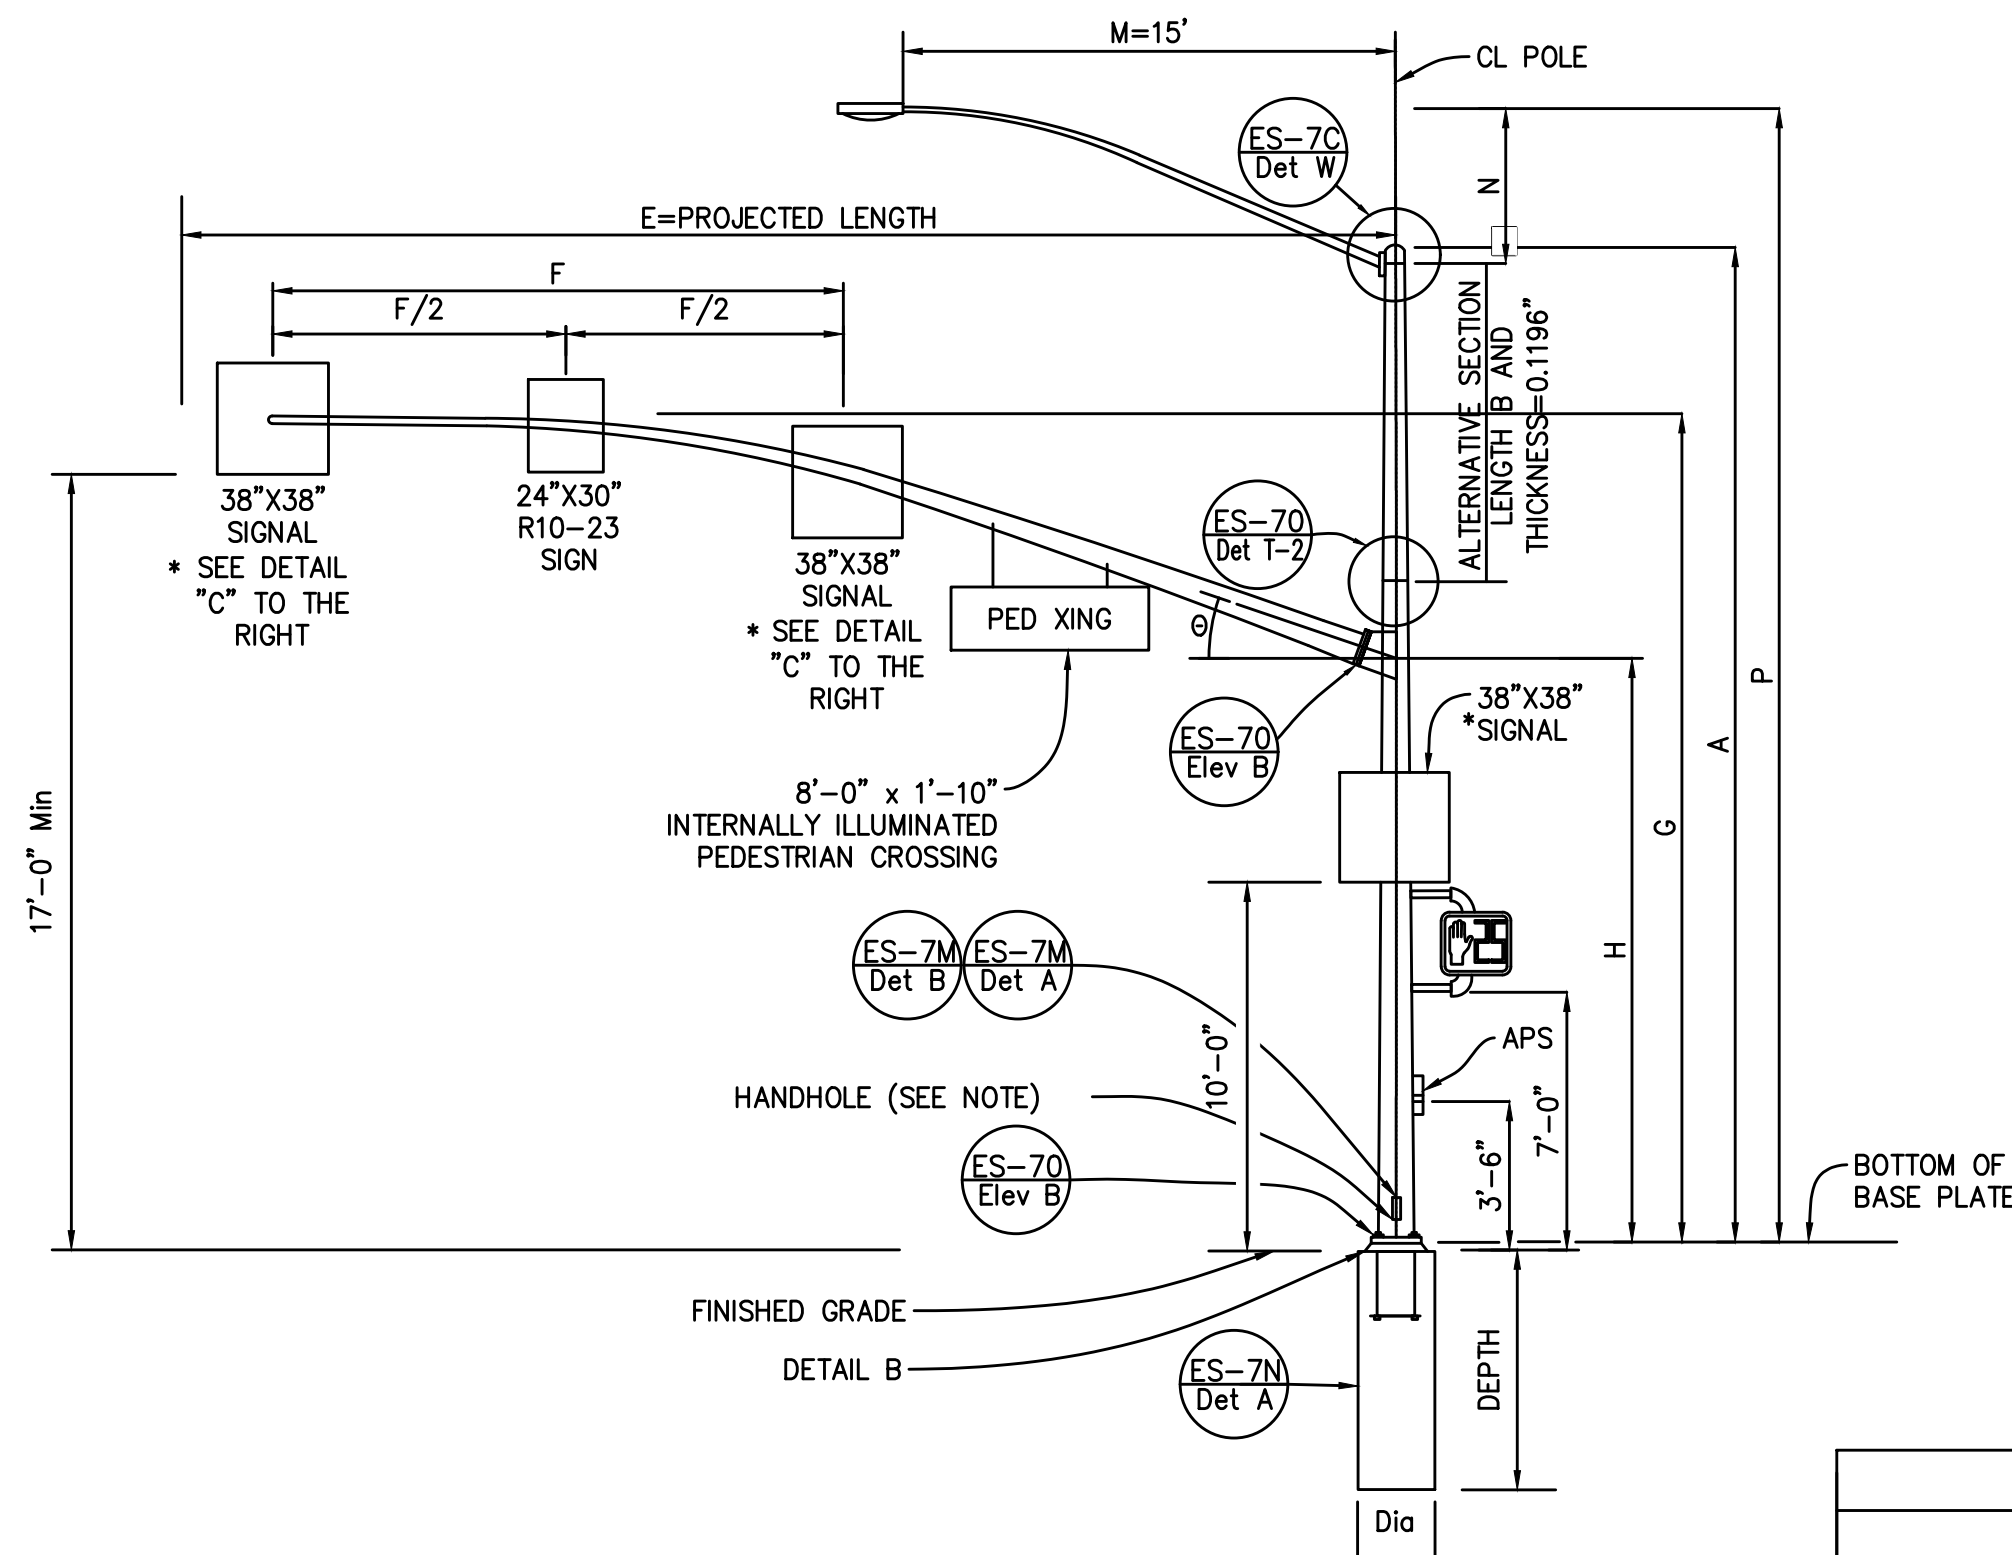 M=15'
CL POLE
ES-7C
Det W
N
E=PROJECTED LENGTH
F
F/2
F/2
ALTERNATIVE SECTION
LENGTH B AND
THICKNESS=0.1196"
38"X38"
SIGNAL
* SEE DETAIL
"C" TO THE
RIGHT
24"X30"
R10-23
SIGN
38"X38"
SIGNAL
* SEE DETAIL
"C" TO THE
RIGHT
ES-70
Det T-2
PED XING
Θ
P
A
ES-70
Elev B
38"X38"
*SIGNAL
8'-0" x 1'-10"
INTERNALLY ILLUMINATED
PEDESTRIAN CROSSING
17'-0" Min
G
H
ES-7M
Det B
ES-7M
Det A
10'-0"
APS
7'-0"
3'-6"
HANDHOLE (SEE NOTE)
ES-70
Elev B
BOTTOM OF
BASE PLATE
FINISHED GRADE
DETAIL B
ES-7N
Det A
DEPTH
Dia